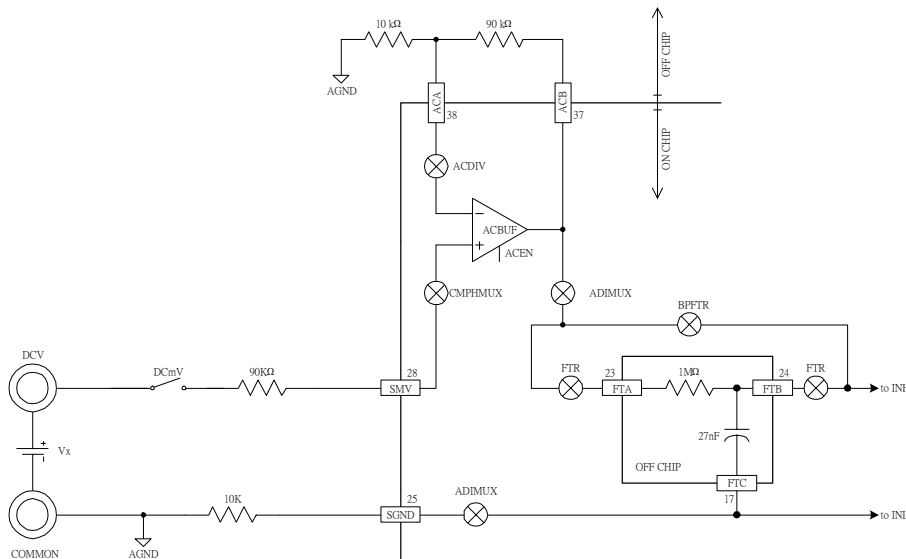 10 kΩ
90 kΩ
AGND
ACA
38
ACB
37
OFF CHIP
ON CHIP
ACDIV
−
ACBUF
+
ACEN
CMPHMUX
ADIMUX
BPFTR
DCV
DCmV
90KΩ
28
SMV
FTR
23
FTA
1MΩ
24
FTB
FTR
to INH
+
Vx
−
27nF
OFF CHIP
FTC
17
10K
25
SGND
ADIMUX
to INL
COMMON
AGND